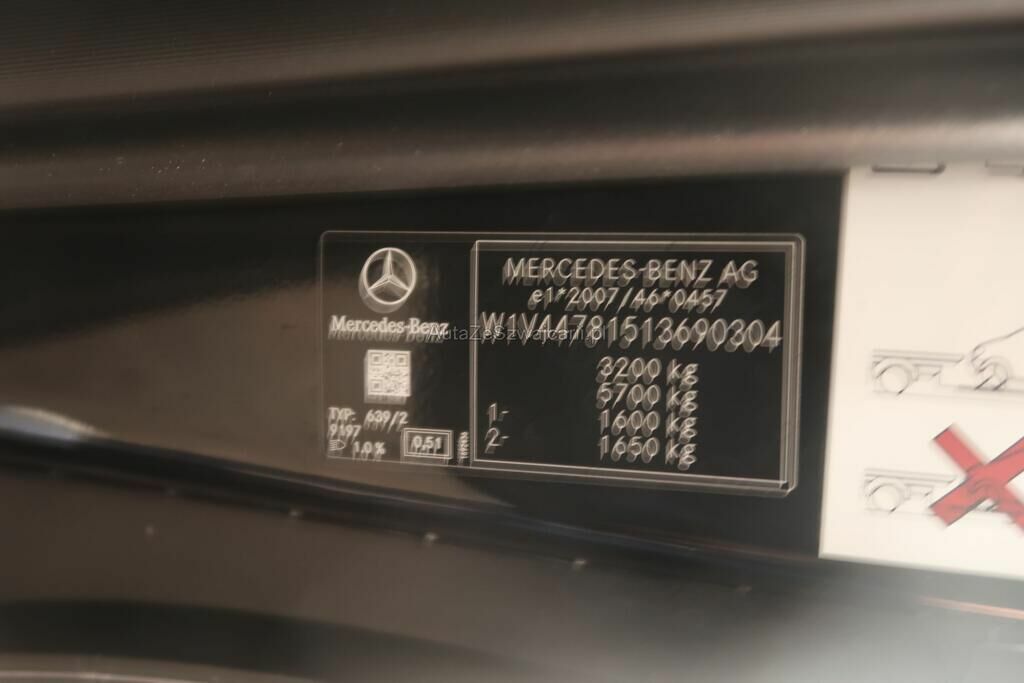 Mercedes-Benz
TYP: 639/2
9197
1.0 %
0,51
MERCEDES-BENZ AG
e1*2007/46*0457
W1V44781513690304
3200 kg
5700 kg
1- 1600 kg
2- 1650 kg